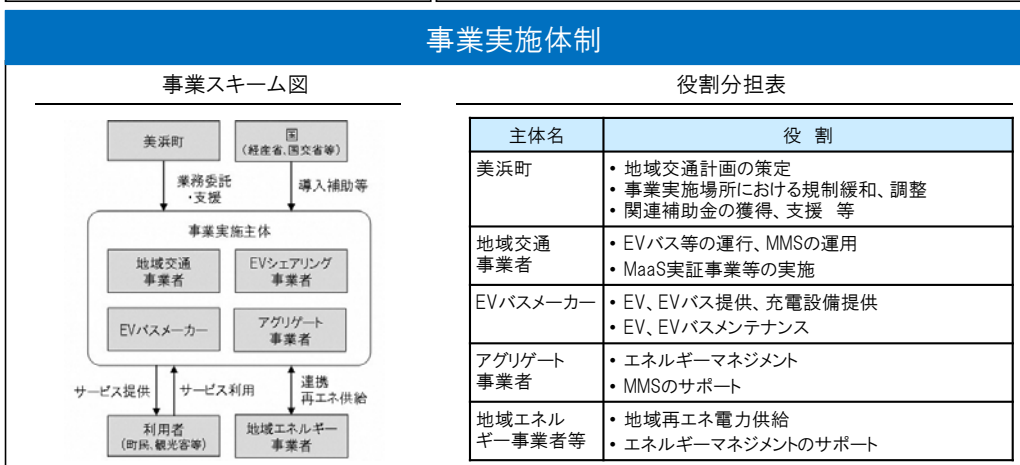 事業実施体制
事業スキーム図
美浜町
国
(経産省、国交省等)
業務委託
・支援
導入補助等
事業実施主体
地域交通
事業者
EVシェアリング
事業者
EVバスメーカー
アグリゲート
事業者
サービス提供
サービス利用
連携
再エネ供給
利用者
(町民、観光客等)
地域エネルギー
事業者
役割分担表
主体名 役 割
美浜町
• 地域交通計画の策定
• 事業実施場所における規制緩和、調整
• 関連補助金の獲得、支援 等
地域交通
事業者
• EVバス等の運行、MMSの運用
• MaaS実証事業等の実施
EVバスメーカー
• EV、EVバス提供、充電設備提供
• EV、EVバスメンテナンス
アグリゲート
事業者
• エネルギーマネジメント
• MMSのサポート
地域エネル
ギー事業者等
• 地域再エネ電力供給
• エネルギーマネジメントのサポート